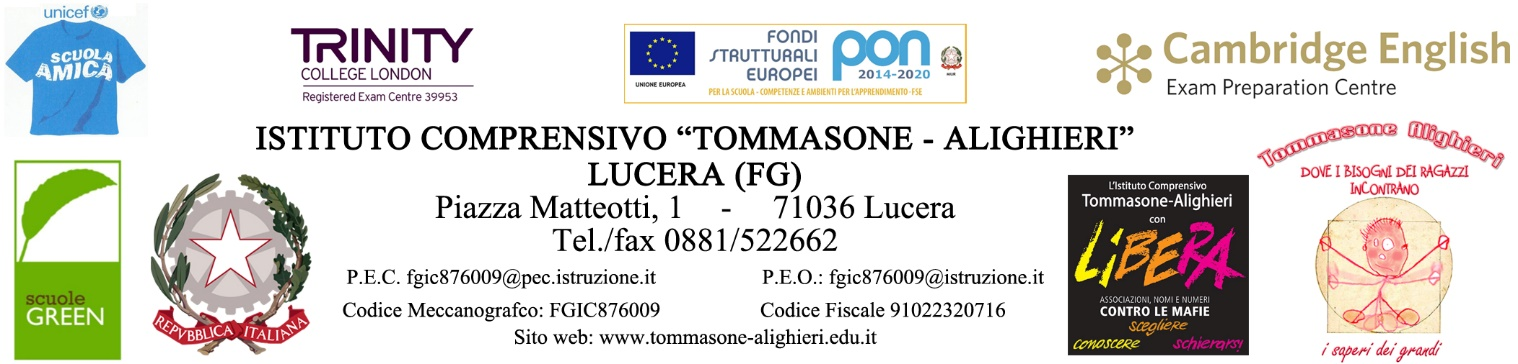 unicef
SCUOLA
AMICA
TRINITY
COLLEGE LONDON
Registered Exam Centre 39953
UNIONE EUROPEA
FONDI
STRUTTURALI
EUROPEI
pon
2014-2020
PER LA SCUOLA - COMPETENZE E AMBIENTI PER L'APPRENDIMENTO - FSE
Cambridge English
Exam Preparation Centre
ISTITUTO COMPRENSIVO “TOMMASONE - ALIGHIERI”
LUCERA (FG)
Piazza Matteotti, 1 - 71036 Lucera
Tel./fax 0881/522662
P.E.C. fgic876009@pec.istruzione.it P.E.O.: fgic876009@istruzione.it
Codice Meccanografco: FGIC876009 Codice Fiscale 91022320716
Sito web: www.tommasone-alighieri.edu.it
scuole
GREEN
REPVBBLICA ITALIANA
L'Istituto Comprensivo
Tommasone-Alighieri
con
LiBERA
ASSOCIAZIONI, NOMI E NUMERI
CONTRO LE MAFIE
scegliere
conoscere schierarsi
Tommasone Alighieri
DOVE I BISOGNI DEI RAGAZZI
INCONTRANO
i saperi dei grandi